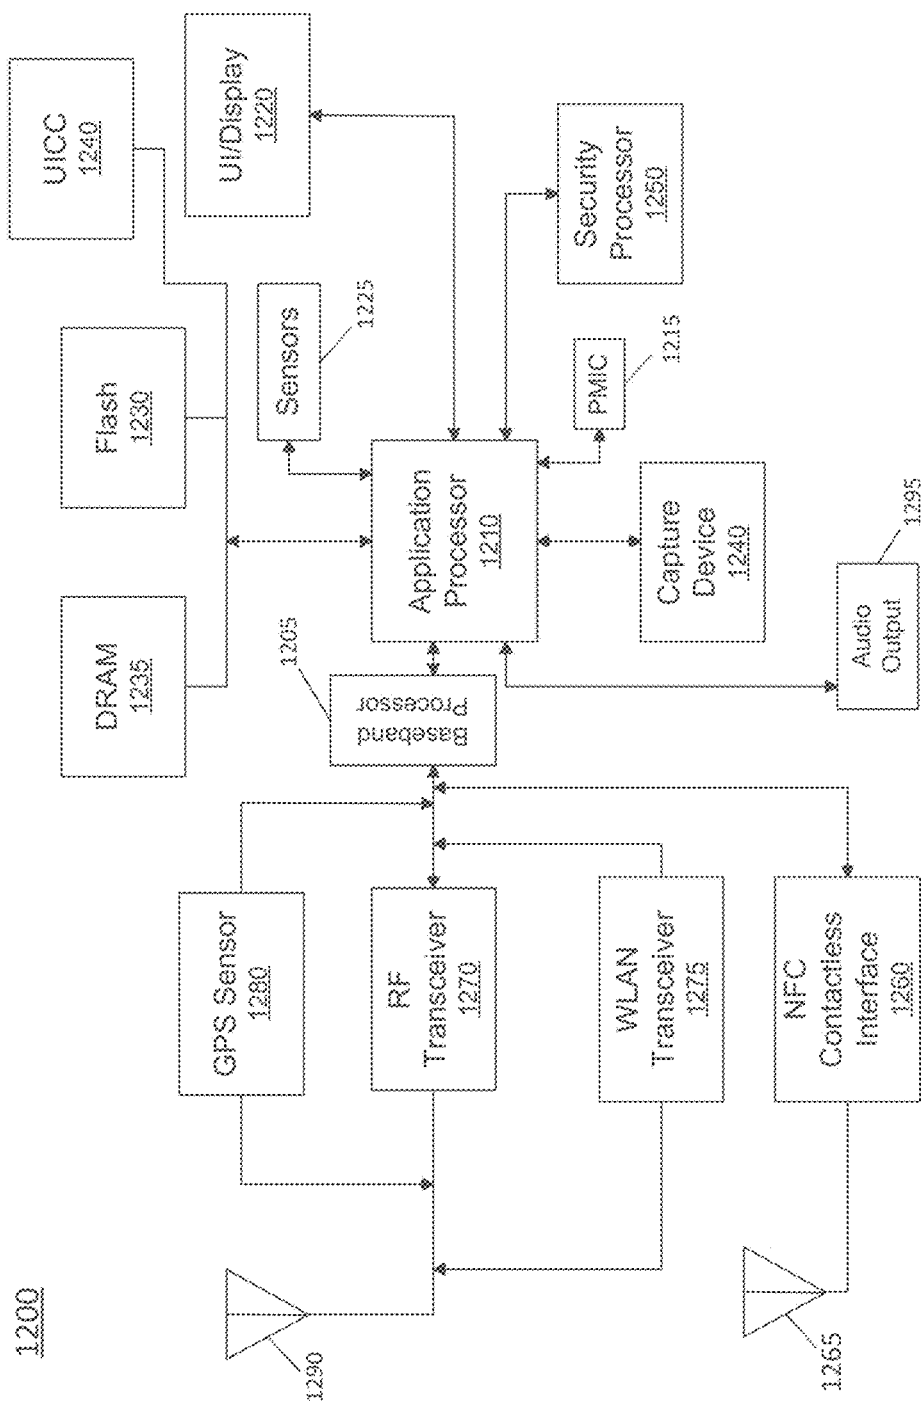 1200
UICC
1240
UI/Display
1220
Flash
1230
Sensors
1225
DRAM
1235
Security
Processor
1250
PMIC
1215
Application
Processor
1210
Capture
Device
1240
Audio
Output
1295
Baseband
Processor
1205
GPS Sensor
1280
RF
Transceiver
1270
WLAN
Transceiver
1275
NFC
Contactless
Interface
1260
1290
1265